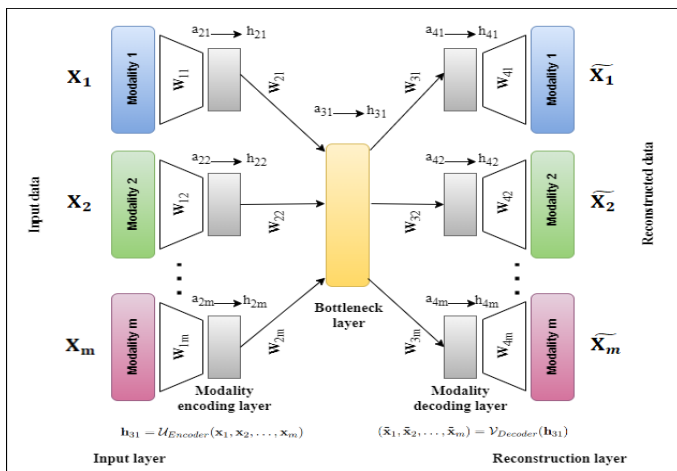 a₂₁ → h₂₁
a₄₁ → h₄₁
X₁
Modality 1
W₁₁
W₂₁
a₃₁ → h₃₁
W₃₁
W₄₁
Modality 1
X̃₁
Input data
a₂₂ → h₂₂
a₄₂ → h₄₂
X₂
Modality 2
W₁₂
W₂₂
W₃₂
W₄₂
Modality 2
X̃₂
Reconstructed data
a₂ₘ → h₂ₘ
Bottleneck
layer
a₄ₘ → h₄ₘ
Xₘ
Modality m
W₁ₘ
W₂ₘ
W₃ₘ
W₄ₘ
Modality m
X̃ₘ
Modality
encoding layer
Modality
decoding layer
h₃₁ = 𝒰_Encoder(x₁, x₂, . . . , xₘ)
(x̃₁, x̃₂, . . . , x̃ₘ) = 𝒱_Decoder(h₃₁)
Input layer
Reconstruction layer